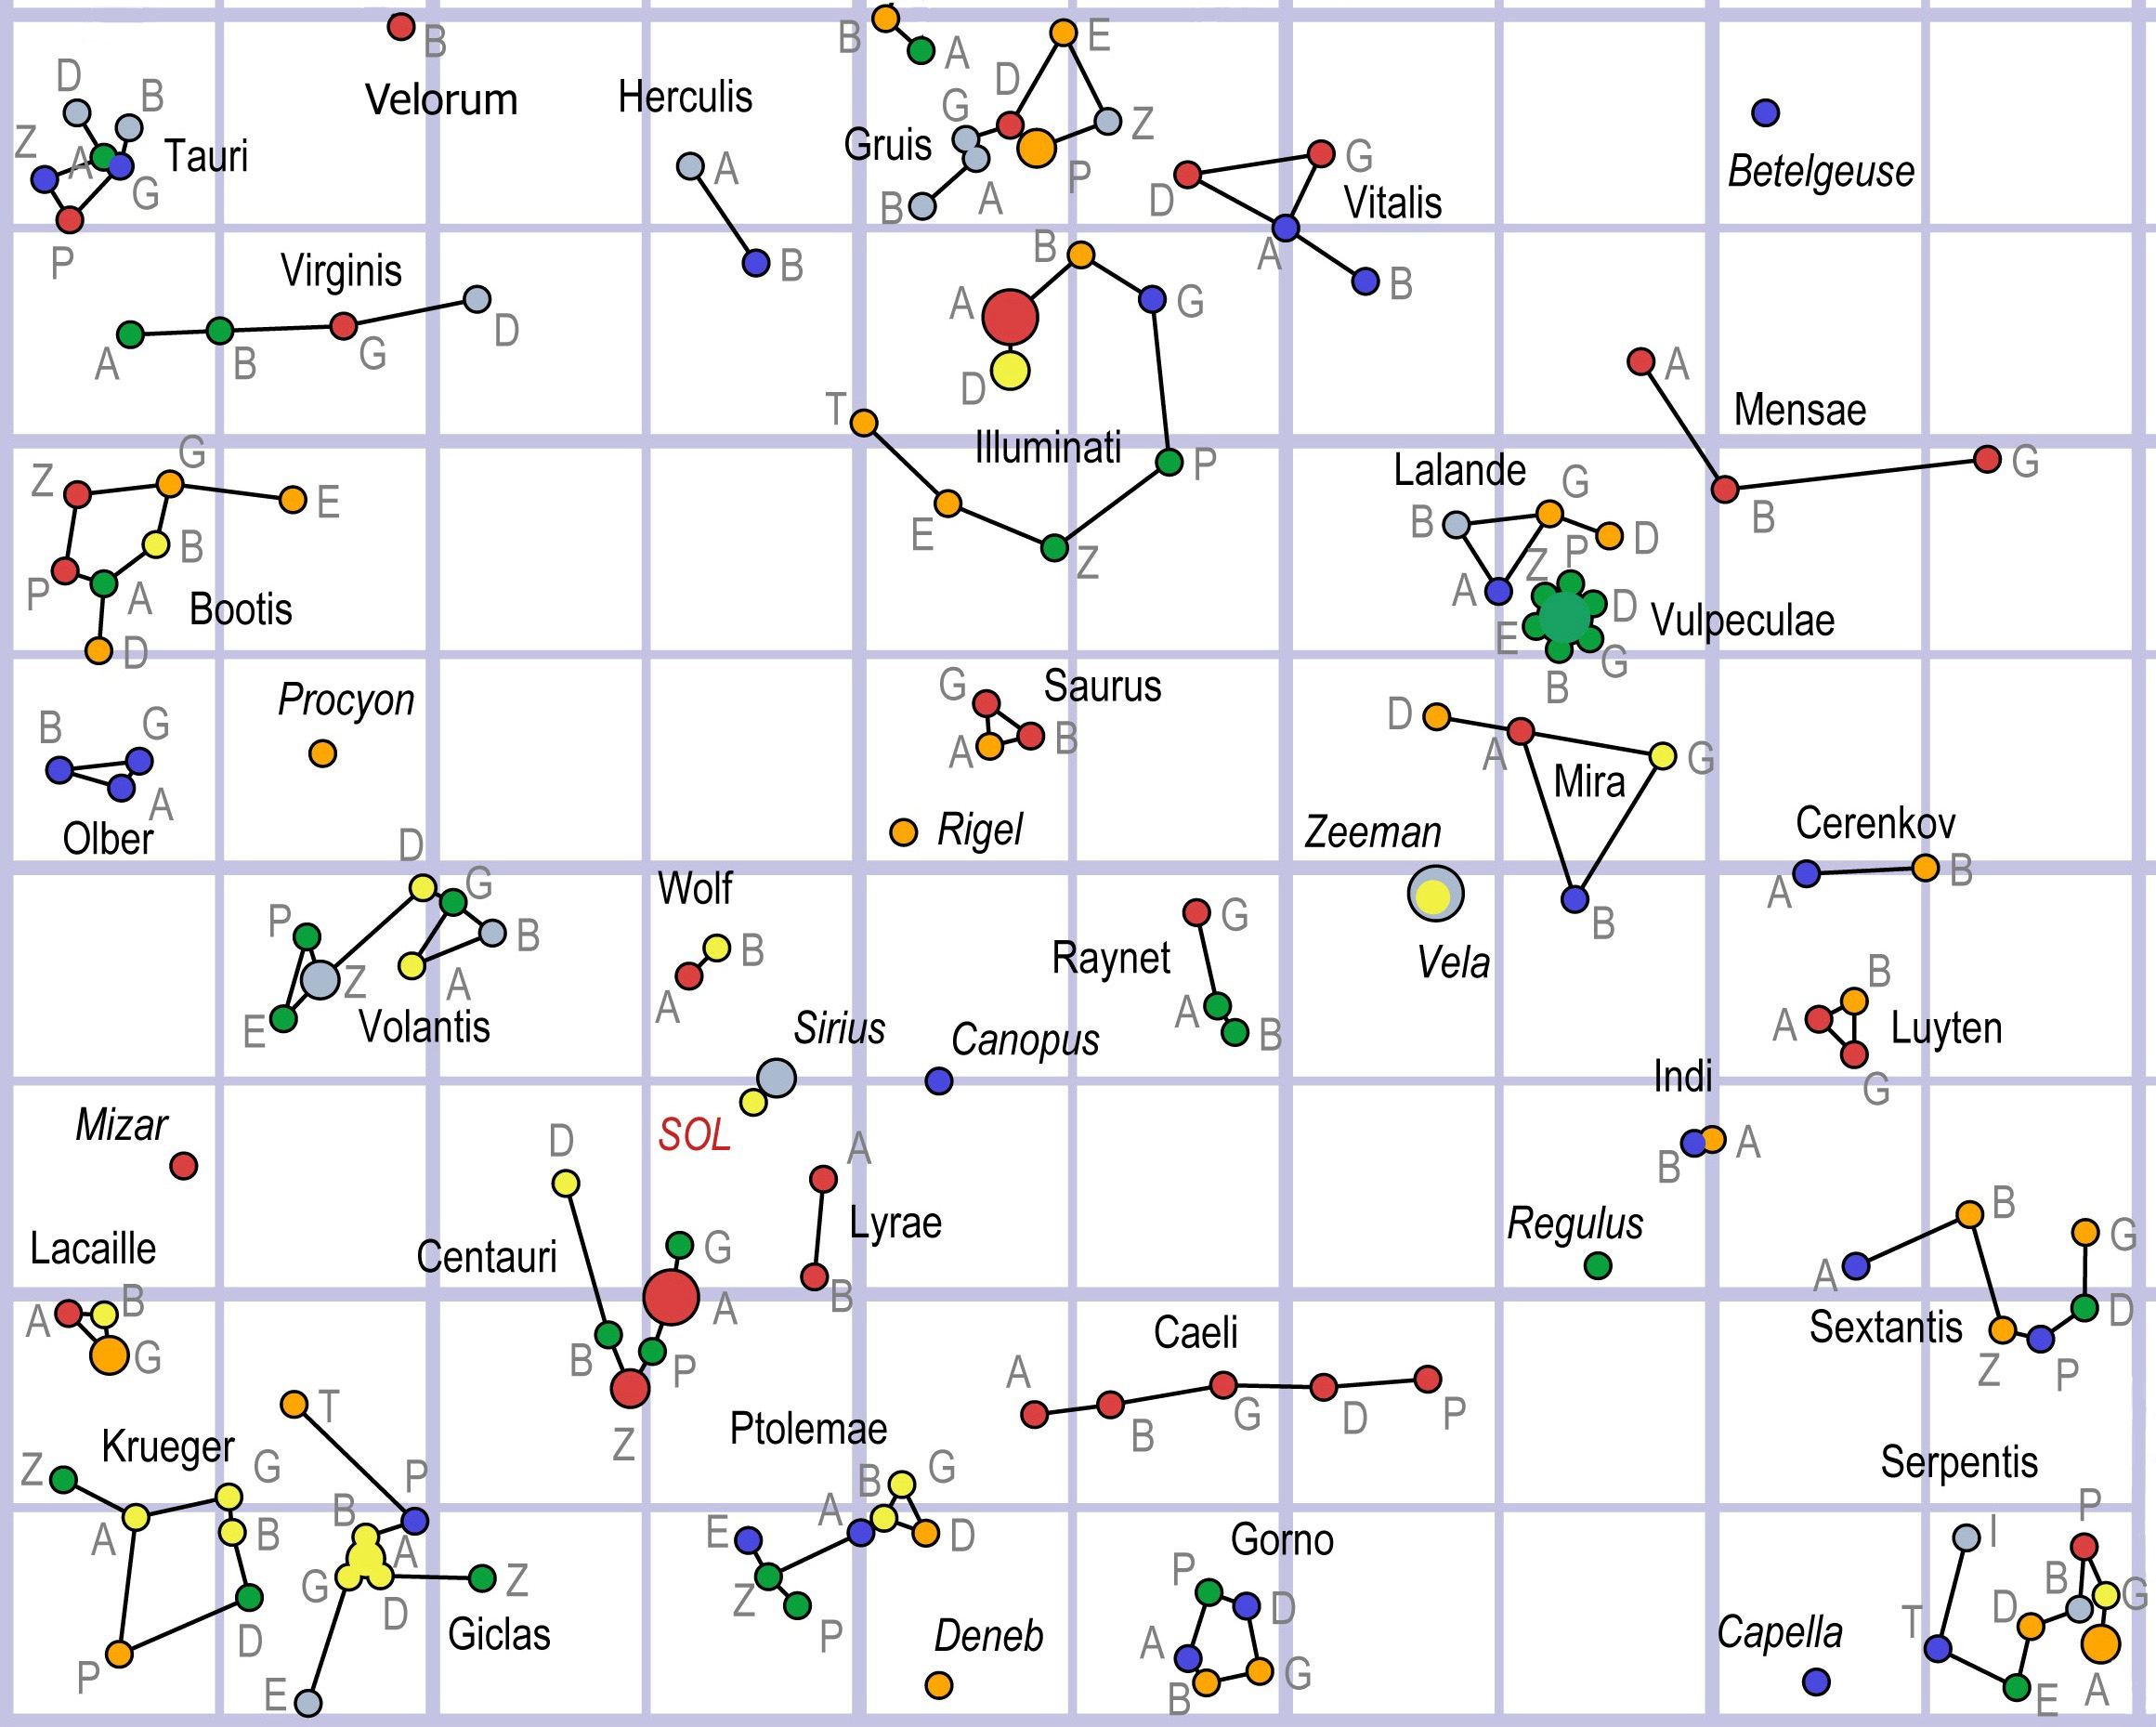 B
Velorum
B
A
E
D
G
Z
Gruis
P
A
B
D
B
Z
A
Tauri
G
P
Herculis
A
B
Betelgeuse
G
D
Vitalis
A
B
Virginis
A
B
G
D
B
A
G
D
T
Illuminati
P
E
Z
A
Mensae
B
G
Z
G
E
B
P
A
D
Bootis
Lalande
G
B
D
A
Z
P
D
Vulpeculae
E
G
B
B
G
A
Olber
Procyon
G
Saurus
A
B
Rigel
D
A
Mira
G
B
Zeeman
Vela
Cerenkov
A
B
D
G
P
B
Z
A
E
Volantis
Wolf
B
A
Sirius
SOL
Canopus
G
Raynet
A
B
B
A
Luyten
G
Indi
B
A
Mizar
Lacaille
A
B
G
D
Centauri
G
A
B
P
Z
A
Lyrae
B
Regulus
B
G
A
Sextantis
D
Z
P
Caeli
A
B
G
D
P
T
Krueger
Z
G
A
B
D
P
P
B
A
G
D
Z
Giclas
E
Ptolemae
B
G
A
D
E
Z
P
Deneb
Gorno
P
D
A
B
G
Capella
Serpentis
P
I
B
G
D
T
E
A